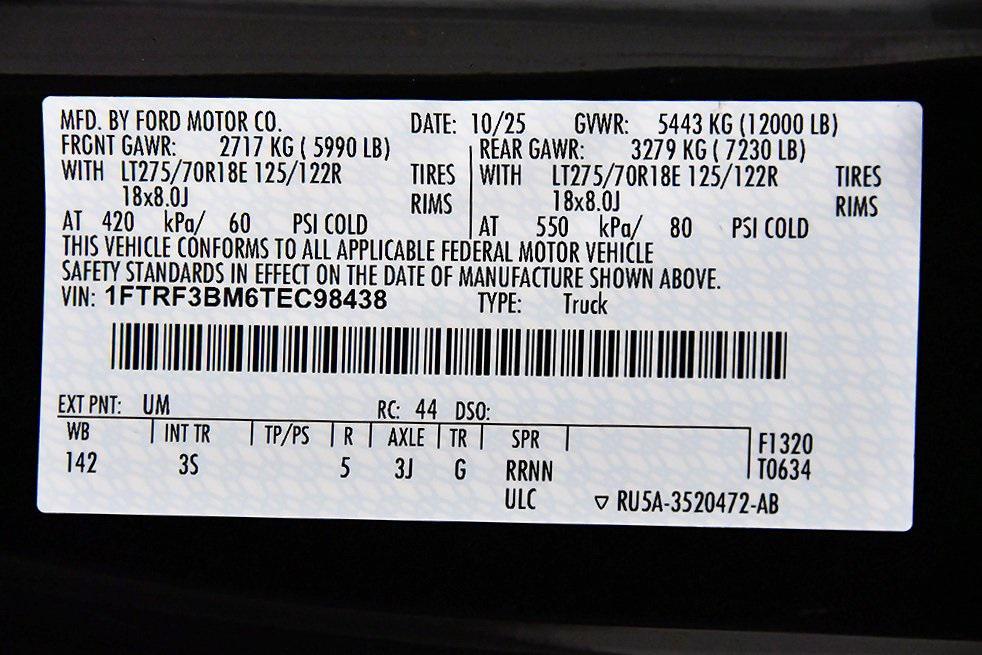 MFD. BY FORD MOTOR CO. DATE: 10/25 GVWR: 5443 KG (12000 LB)
FRONT GAWR: 2717 KG ( 5990 LB) REAR GAWR: 3279 KG ( 7230 LB)
WITH LT275/70R18E 125/122R TIRES WITH LT275/70R18E 125/122R TIRES
18x8.0J RIMS 18x8.0J RIMS
AT 420 kPa/ 60 PSI COLD AT 550 kPa/ 80 PSI COLD
THIS VEHICLE CONFORMS TO ALL APPLICABLE FEDERAL MOTOR VEHICLE
SAFETY STANDARDS IN EFFECT ON THE DATE OF MANUFACTURE SHOWN ABOVE.
VIN: 1FTRF3BM6TEC98438 TYPE: Truck
EXT PNT: UM RC: 44 DSO:
WB INT TR TP/PS R AXLE TR SPR F1320
142 3S 5 3J G RRNN T0634
ULC ▽ RU5A-3520472-AB